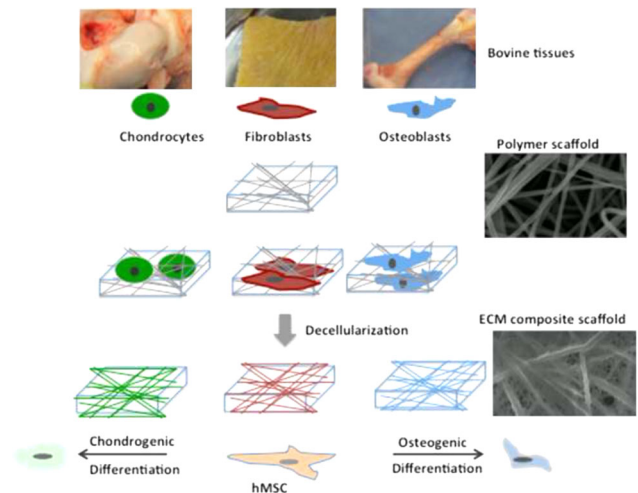 Bovine tissues
Chondrocytes
Fibroblasts
Osteoblasts
Polymer scaffold
Decellularization
ECM composite scaffold
Chondrogenic
Differentiation
hMSC
Osteogenic
Differentiation